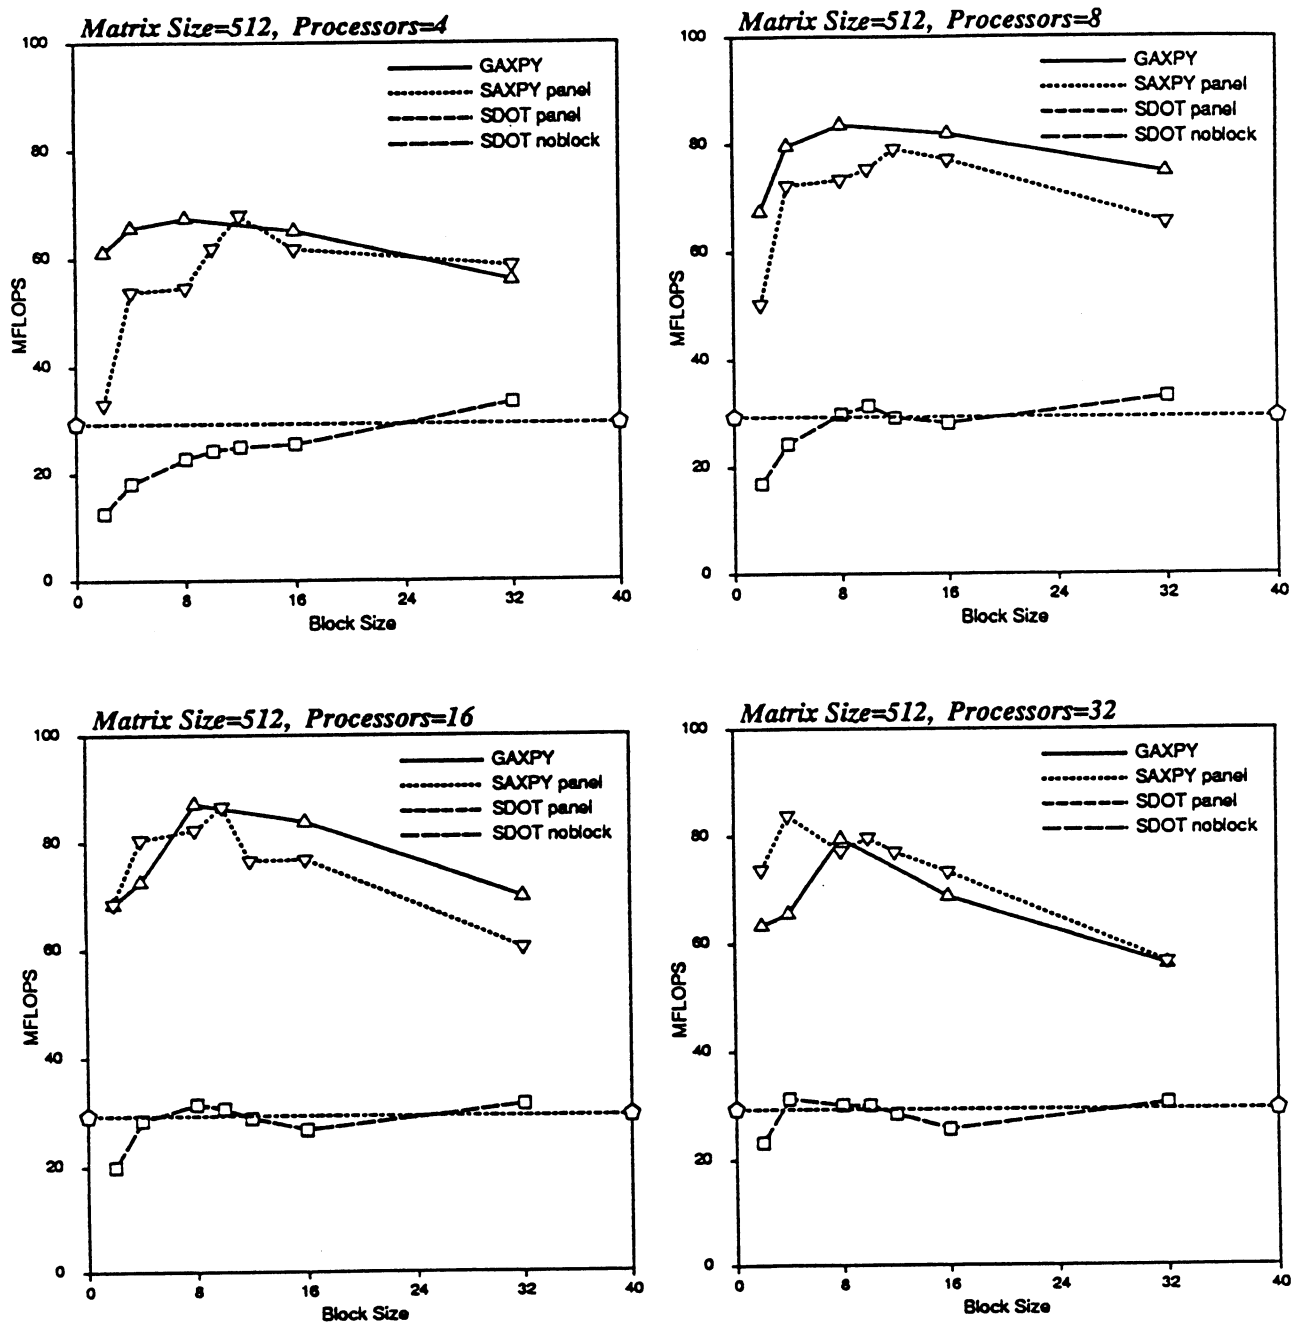 Matrix Size=512, Processors=4
100
80
60
40
20
0
MFLOPS
GAXPY
SAXPY panel
SDOT panel
SDOT noblock
0 8 16 24 32 40
Block Size
Matrix Size=512, Processors=8
100
80
60
40
20
0
MFLOPS
GAXPY
SAXPY panel
SDOT panel
SDOT noblock
0 8 16 24 32 40
Block Size
Matrix Size=512, Processors=16
100
80
60
40
20
0
MFLOPS
GAXPY
SAXPY panel
SDOT panel
SDOT noblock
0 8 16 24 32 40
Block Size
Matrix Size=512, Processors=32
100
80
60
40
20
0
MFLOPS
GAXPY
SAXPY panel
SDOT panel
SDOT noblock
0 8 16 24 32 40
Block Size